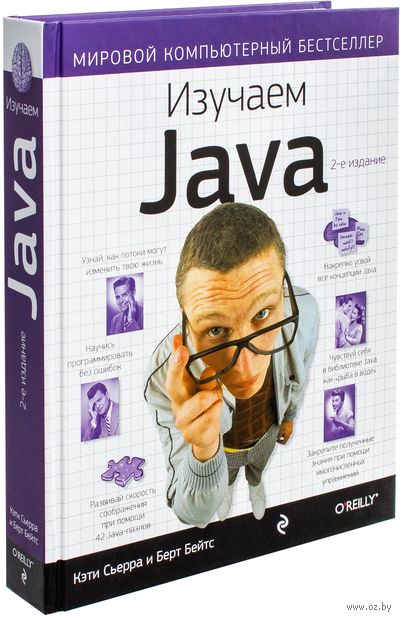 МИРОВОЙ КОМПЬЮТЕРНЫЙ БЕСТСЕЛЛЕР
Изучаем
Java
2-е издание
Узнай, как потоки могут
изменить твою жизнь
Научись
программировать
без ошибок
Развивай скорость
соображения
при помощи
42 Java-пазлов
Накрепко усвой
все концепции Java
Чувствуй себя
в библиотеке Java
как «рыба в воде»
Закрепите полученные
знания при помощи
многочисленных
упражнений
O'REILLY®
Кэти Сьерра и Берт Бейтс
Изучаем
Java
2-е издание
Кэти Сьерра
и Берт Бейтс
O'REILLY®
www.oz.by